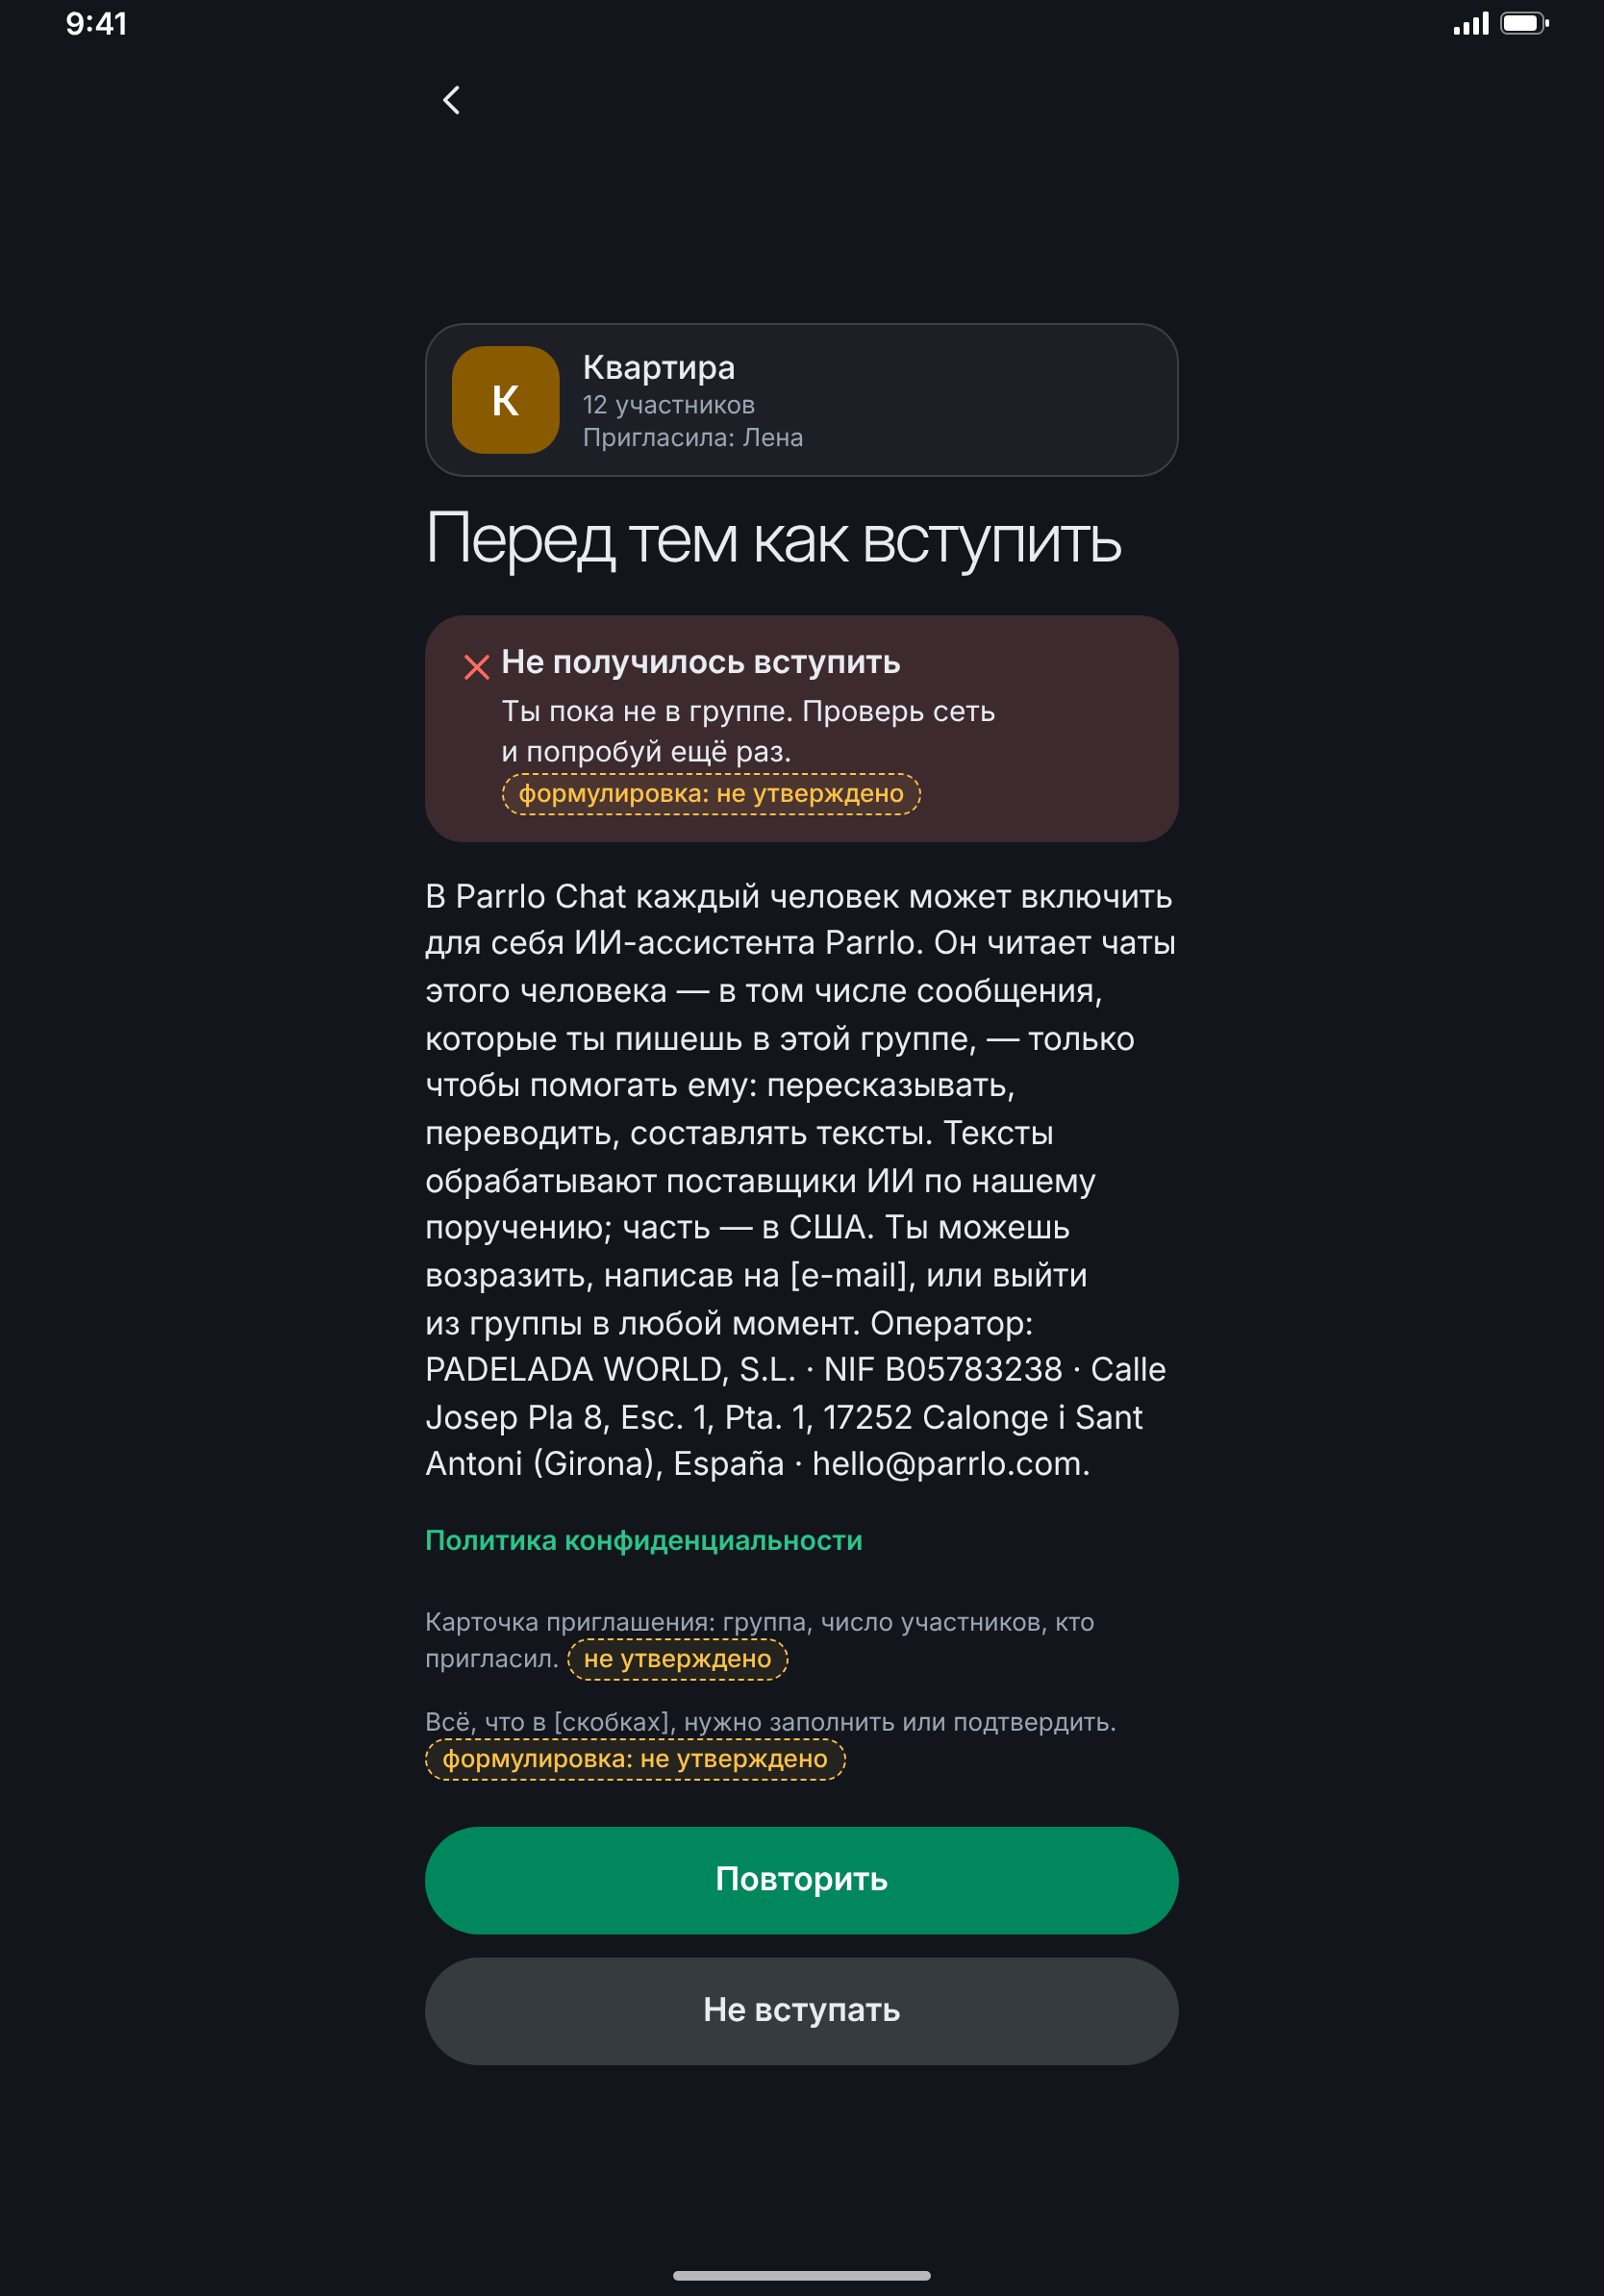 9:41
К
Квартира
12 участников
Пригласила: Лена
Перед тем как вступить
Не получилось вступить
Ты пока не в группе. Проверь сеть
и попробуй ещё раз.
формулировка: не утверждено
В Parrlo Chat каждый человек может включить
для себя ИИ-ассистента Parrlo. Он читает чаты
этого человека — в том числе сообщения,
которые ты пишешь в этой группе, — только
чтобы помогать ему: пересказывать,
переводить, составлять тексты. Тексты
обрабатывают поставщики ИИ по нашему
поручению; часть — в США. Ты можешь
возразить, написав на [e-mail], или выйти
из группы в любой момент. Оператор:
PADELADA WORLD, S.L. · NIF B05783238 · Calle
Josep Pla 8, Esc. 1, Pta. 1, 17252 Calonge i Sant
Antoni (Girona), España · hello@parrlo.com.
Политика конфиденциальности
Карточка приглашения: группа, число участников, кто
пригласил. не утверждено
Всё, что в [скобках], нужно заполнить или подтвердить.
формулировка: не утверждено
Повторить
Не вступать